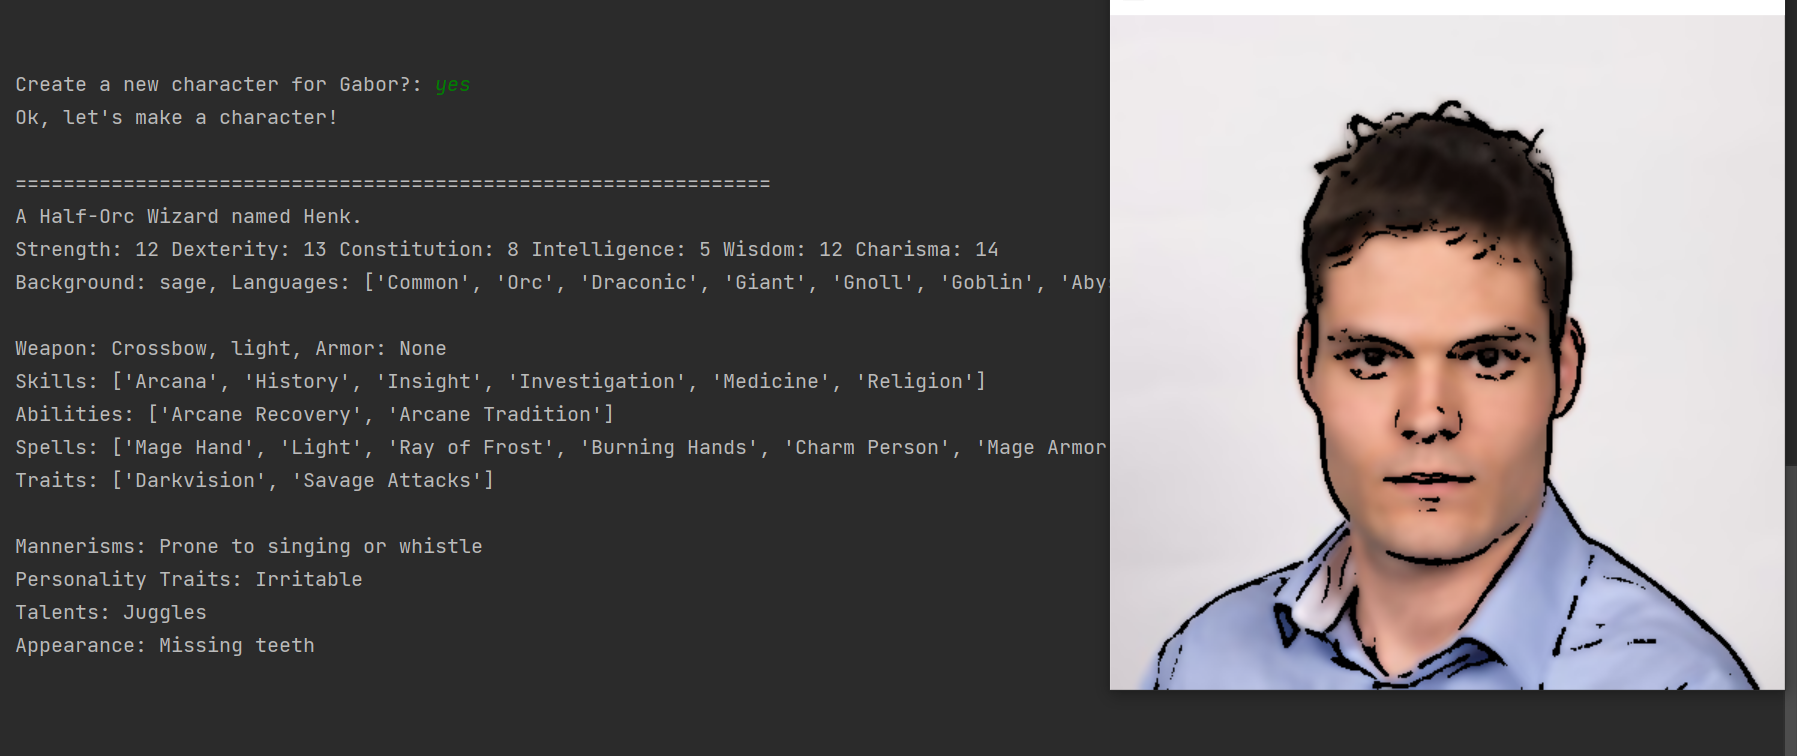 Create a new character for Gabor?: yes
Ok, let's make a character!
===============================================================
A Half-Orc Wizard named Henk.
Strength: 12 Dexterity: 13 Constitution: 8 Intelligence: 5 Wisdom: 12 Charisma: 14
Background: sage, Languages: ['Common', 'Orc', 'Draconic', 'Giant', 'Gnoll', 'Goblin', 'Aby
Weapon: Crossbow, light, Armor: None
Skills: ['Arcana', 'History', 'Insight', 'Investigation', 'Medicine', 'Religion']
Abilities: ['Arcane Recovery', 'Arcane Tradition']
Spells: ['Mage Hand', 'Light', 'Ray of Frost', 'Burning Hands', 'Charm Person', 'Mage Armor
Traits: ['Darkvision', 'Savage Attacks']
Mannerisms: Prone to singing or whistle
Personality Traits: Irritable
Talents: Juggles
Appearance: Missing teeth